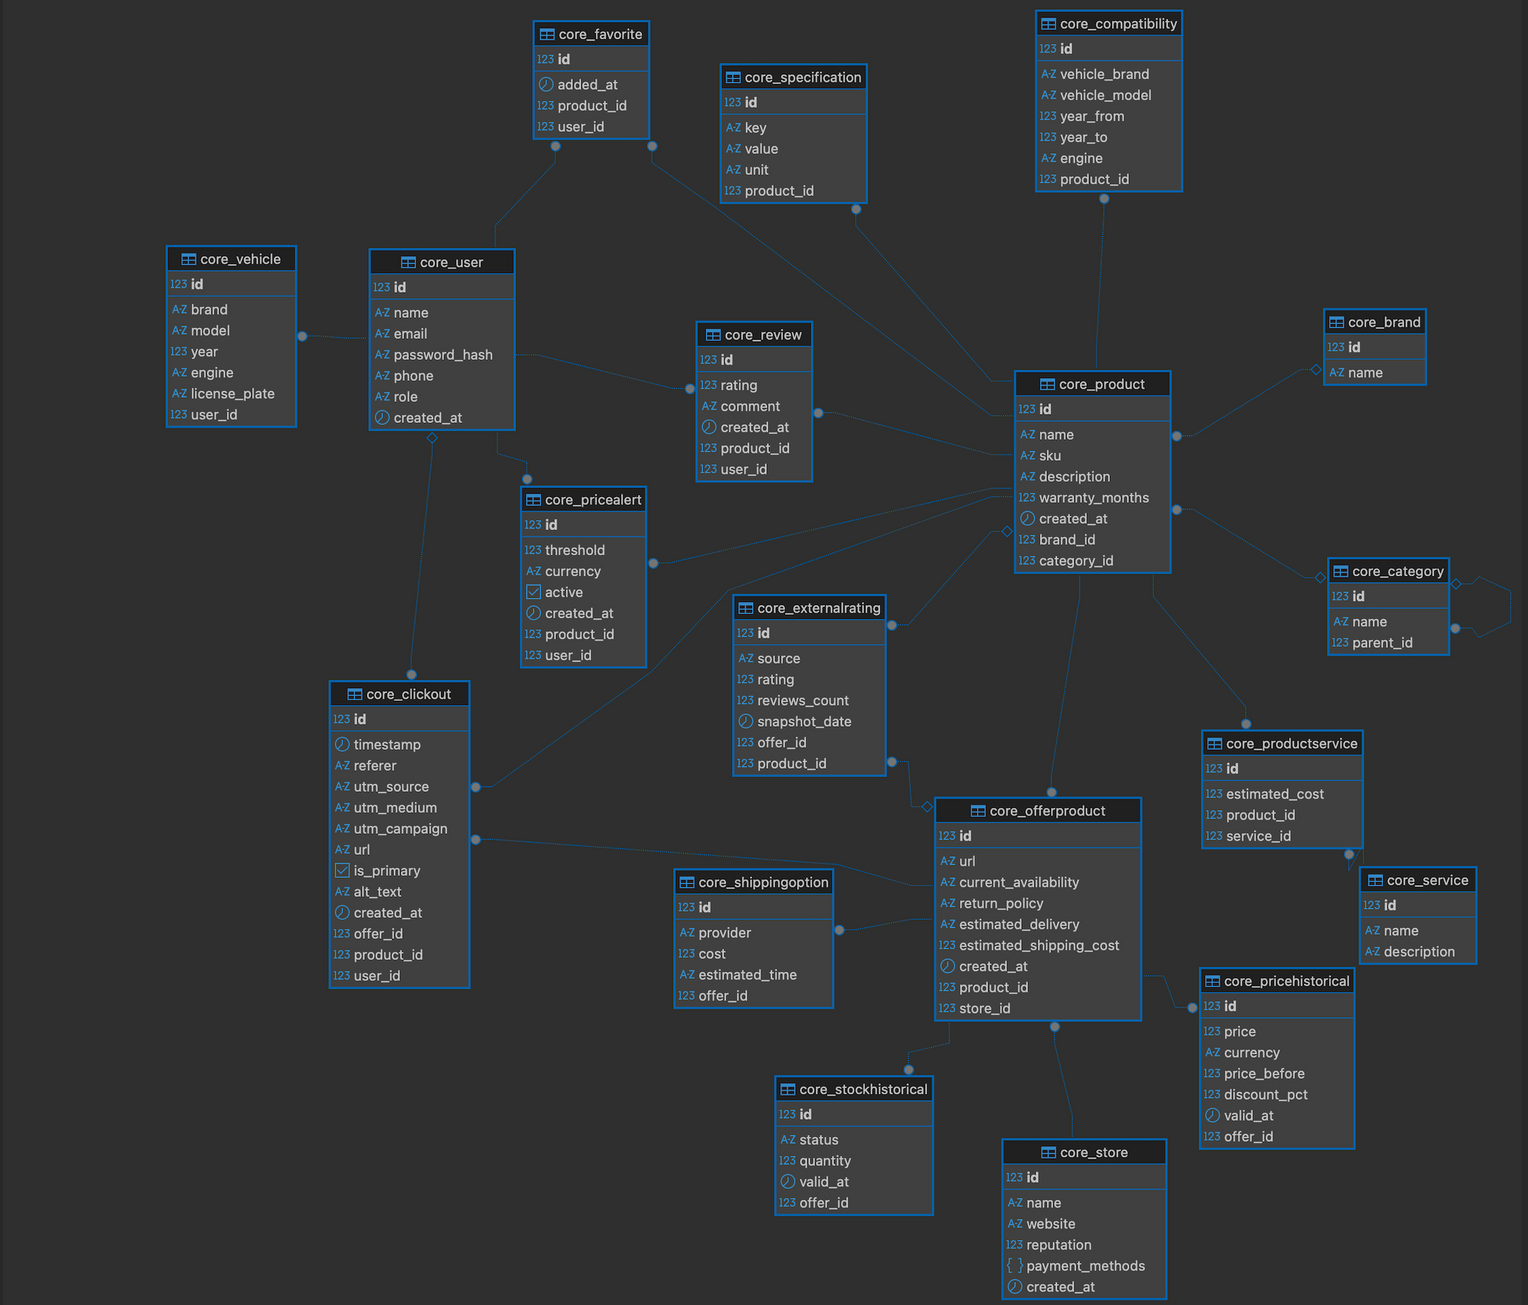 core_favorite
123 id
added_at
123 product_id
123 user_id
core_specification
123 id
A-Z key
A-Z value
A-Z unit
123 product_id
core_compatibility
123 id
A-Z vehicle_brand
A-Z vehicle_model
123 year_from
123 year_to
A-Z engine
123 product_id
core_vehicle
123 id
A-Z brand
A-Z model
123 year
A-Z engine
A-Z license_plate
123 user_id
core_user
123 id
A-Z name
A-Z email
A-Z password_hash
A-Z phone
A-Z role
created_at
core_review
123 id
123 rating
A-Z comment
created_at
123 product_id
123 user_id
core_brand
123 id
A-Z name
core_product
123 id
A-Z name
A-Z sku
A-Z description
123 warranty_months
created_at
123 brand_id
123 category_id
core_pricealert
123 id
123 threshold
A-Z currency
active
created_at
123 product_id
123 user_id
core_category
123 id
A-Z name
123 parent_id
core_externalrating
123 id
A-Z source
123 rating
123 reviews_count
snapshot_date
123 offer_id
123 product_id
core_clickout
123 id
timestamp
A-Z referer
A-Z utm_source
A-Z utm_medium
A-Z utm_campaign
A-Z url
is_primary
A-Z alt_text
created_at
123 offer_id
123 product_id
123 user_id
core_productservice
123 id
123 estimated_cost
123 product_id
123 service_id
core_offerproduct
123 id
A-Z url
A-Z current_availability
A-Z return_policy
A-Z estimated_delivery
123 estimated_shipping_cost
created_at
123 product_id
123 store_id
core_shippingoption
123 id
A-Z provider
123 cost
A-Z estimated_time
123 offer_id
core_service
123 id
A-Z name
A-Z description
core_pricehistorical
123 id
123 price
A-Z currency
123 price_before
123 discount_pct
valid_at
123 offer_id
core_stockhistorical
123 id
A-Z status
123 quantity
valid_at
123 offer_id
core_store
123 id
A-Z name
A-Z website
123 reputation
{} payment_methods
created_at